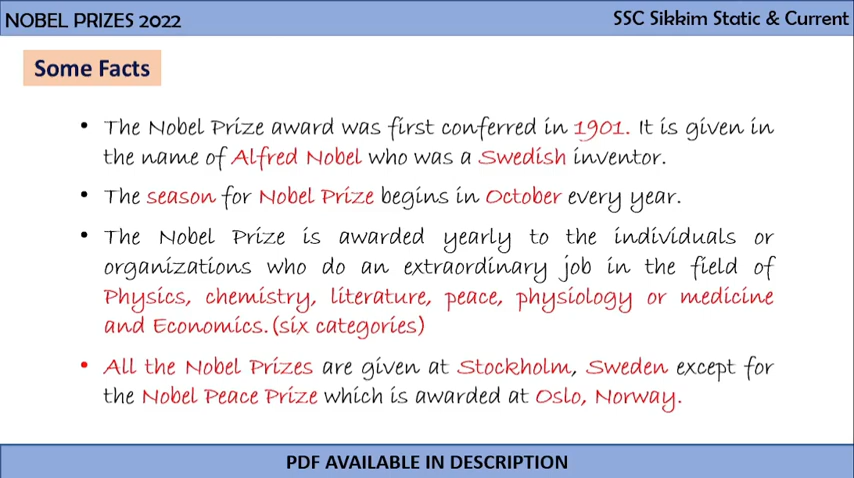 NOBEL PRIZES 2022
SSC Sikkim Static & Current
Some Facts
• The Nobel Prize award was first conferred in 1901. It is given in
the name of Alfred Nobel who was a Swedish inventor.
• The season for Nobel Prize begins in October every year.
• The Nobel Prize is awarded yearly to the individuals or
organizations who do an extraordinary job in the field of
Physics, chemistry, literature, peace, physiology or medicine
and Economics.(six categories)
• All the Nobel Prizes are given at Stockholm, Sweden except for
the Nobel Peace Prize which is awarded at Oslo, Norway.
PDF AVAILABLE IN DESCRIPTION